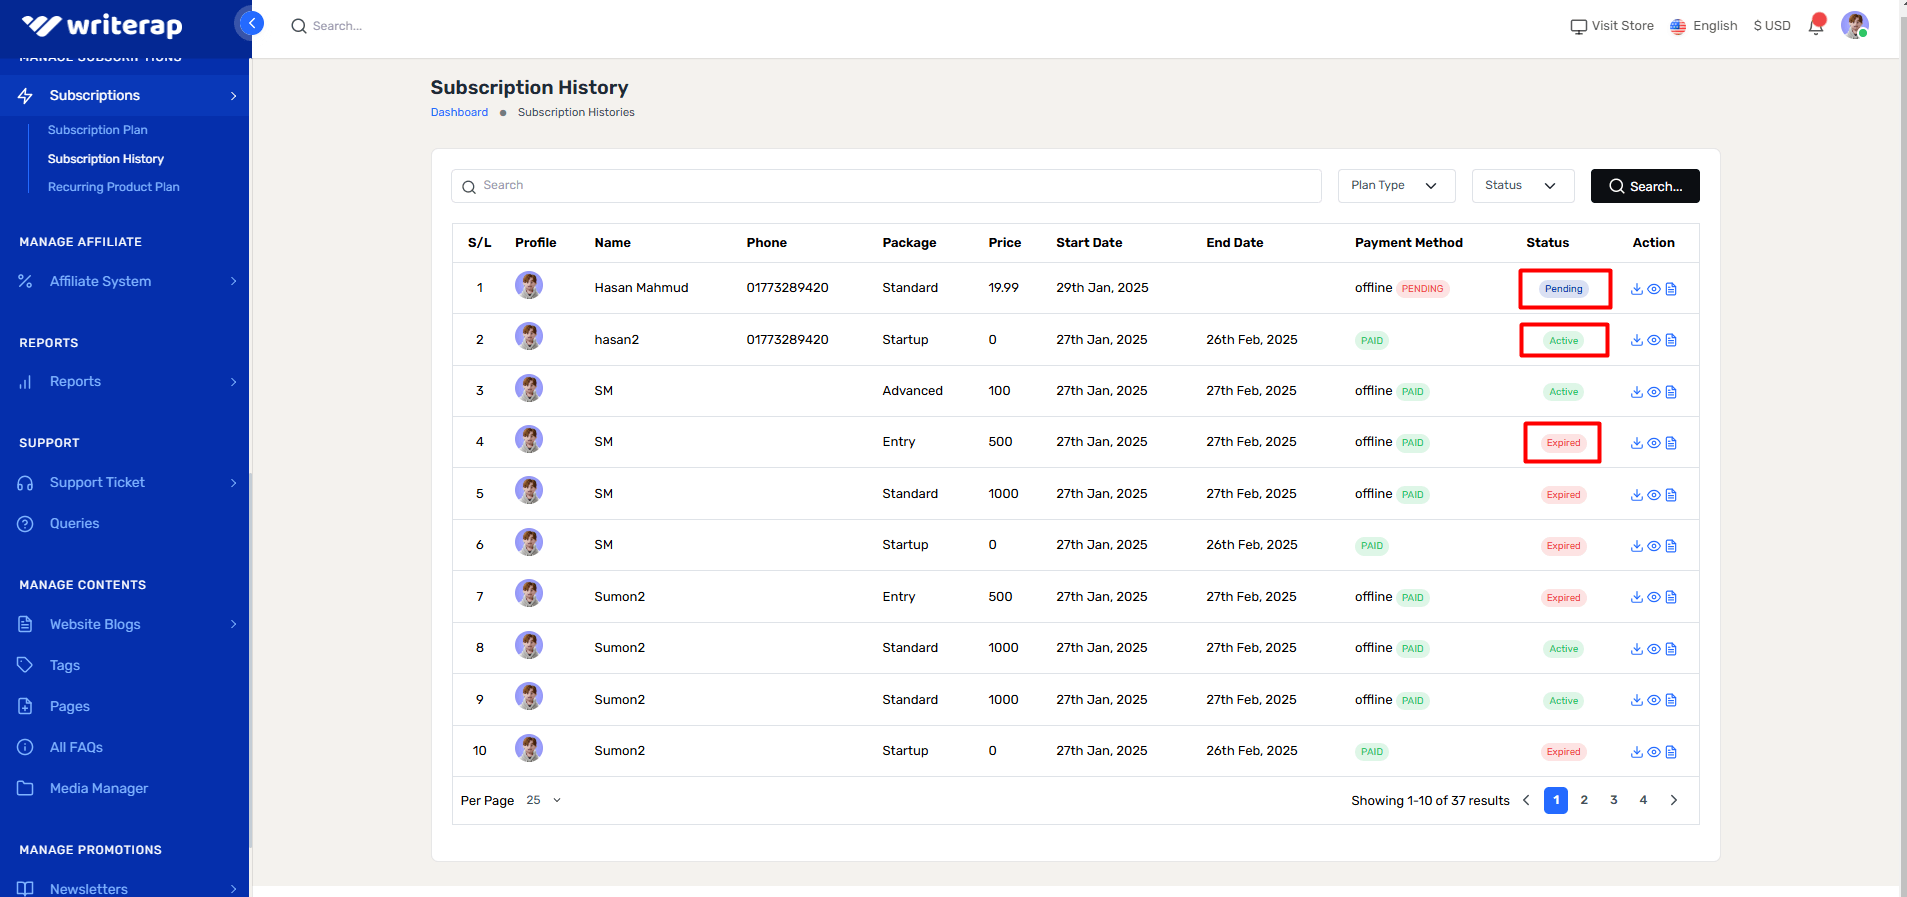 writerap
Search...
Visit Store
English
$ USD
MANAGE SUBSCRIPTIONS
Subscriptions
Subscription Plan
Subscription History
Recurring Product Plan
MANAGE AFFILIATE
Affiliate System
REPORTS
Reports
SUPPORT
Support Ticket
Queries
MANAGE CONTENTS
Website Blogs
Tags
Pages
All FAQs
Media Manager
MANAGE PROMOTIONS
Newsletters
Subscription History
Dashboard ● Subscription Histories
Search
Plan Type
Status
Search...
S/L Profile Name Phone Package Price Start Date End Date Payment Method Status Action
1 Hasan Mahmud 01773289420 Standard 19.99 29th Jan, 2025 offline PENDING Pending
2 hasan2 01773289420 Startup 0 27th Jan, 2025 26th Feb, 2025 PAID Active
3 SM Advanced 100 27th Jan, 2025 27th Feb, 2025 offline PAID Active
4 SM Entry 500 27th Jan, 2025 27th Feb, 2025 offline PAID Expired
5 SM Standard 1000 27th Jan, 2025 27th Feb, 2025 offline PAID Expired
6 SM Startup 0 27th Jan, 2025 26th Feb, 2025 PAID Expired
7 Sumon2 Entry 500 27th Jan, 2025 27th Feb, 2025 offline PAID Expired
8 Sumon2 Standard 1000 27th Jan, 2025 27th Feb, 2025 offline PAID Active
9 Sumon2 Standard 1000 27th Jan, 2025 27th Feb, 2025 offline PAID Active
10 Sumon2 Startup 0 27th Jan, 2025 26th Feb, 2025 PAID Expired
Per Page 25
Showing 1-10 of 37 results
1 2 3 4